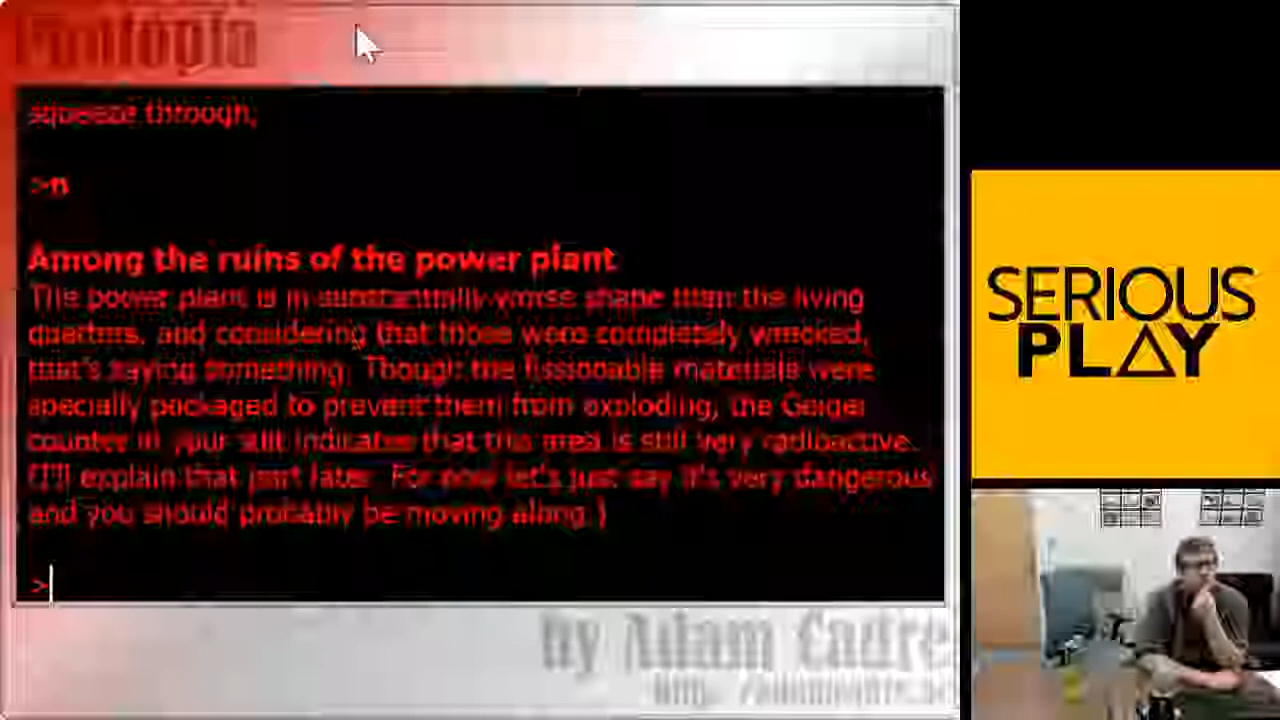 Photopia
squeeze through,
>n
Among the ruins of the power plant
The power plant is in substantially worse shape than the living
quarters, and considering that those were completely wrecked,
that's saying something. Though the fissionable materials were
specially packaged to prevent them from exploding, the Geiger
counter in your suit indicates that this area is still very radioactive.
(I'll explain that part later. For now let's just say it's very dangerous
and you should probably be moving along.)
>
by Adam Cadre
SERIOUS
PLAY